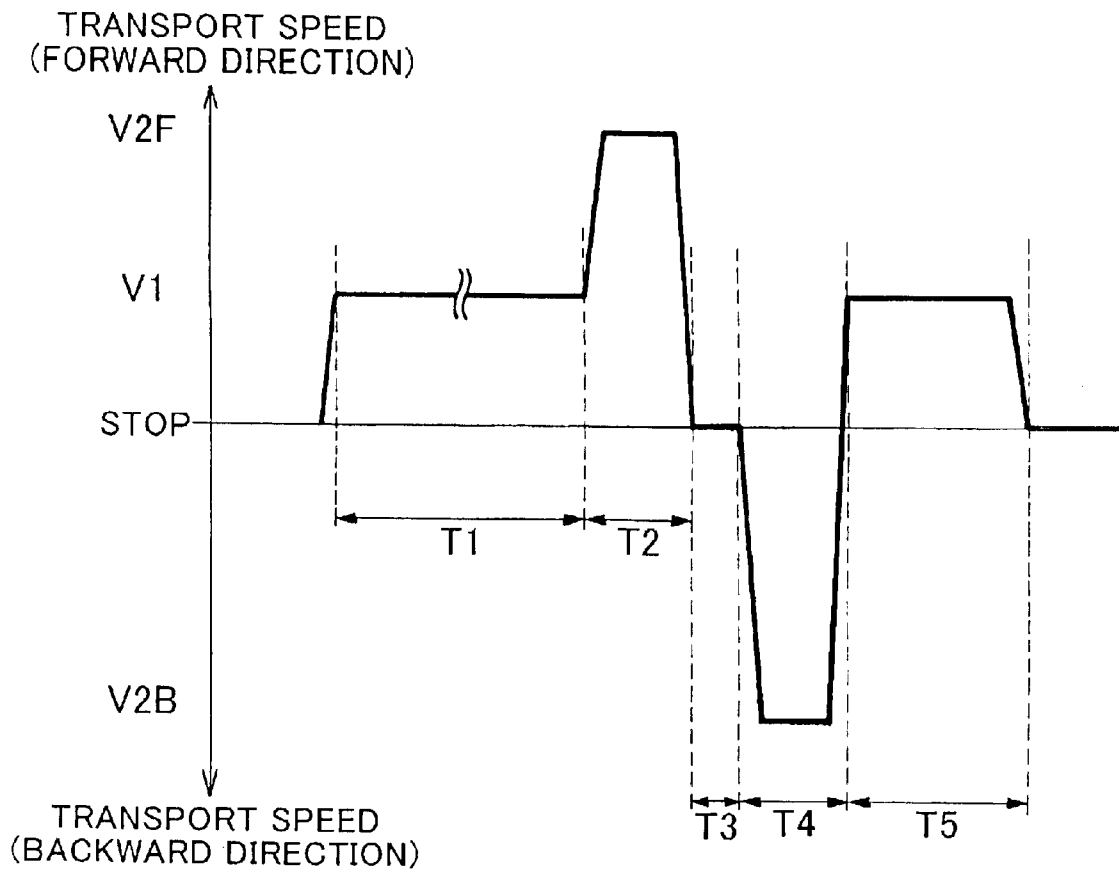 TRANSPORT SPEED
(FORWARD DIRECTION)
V2F
V1
STOP
T1
T2
V2B
T3
T4
T5
TRANSPORT SPEED
(BACKWARD DIRECTION)